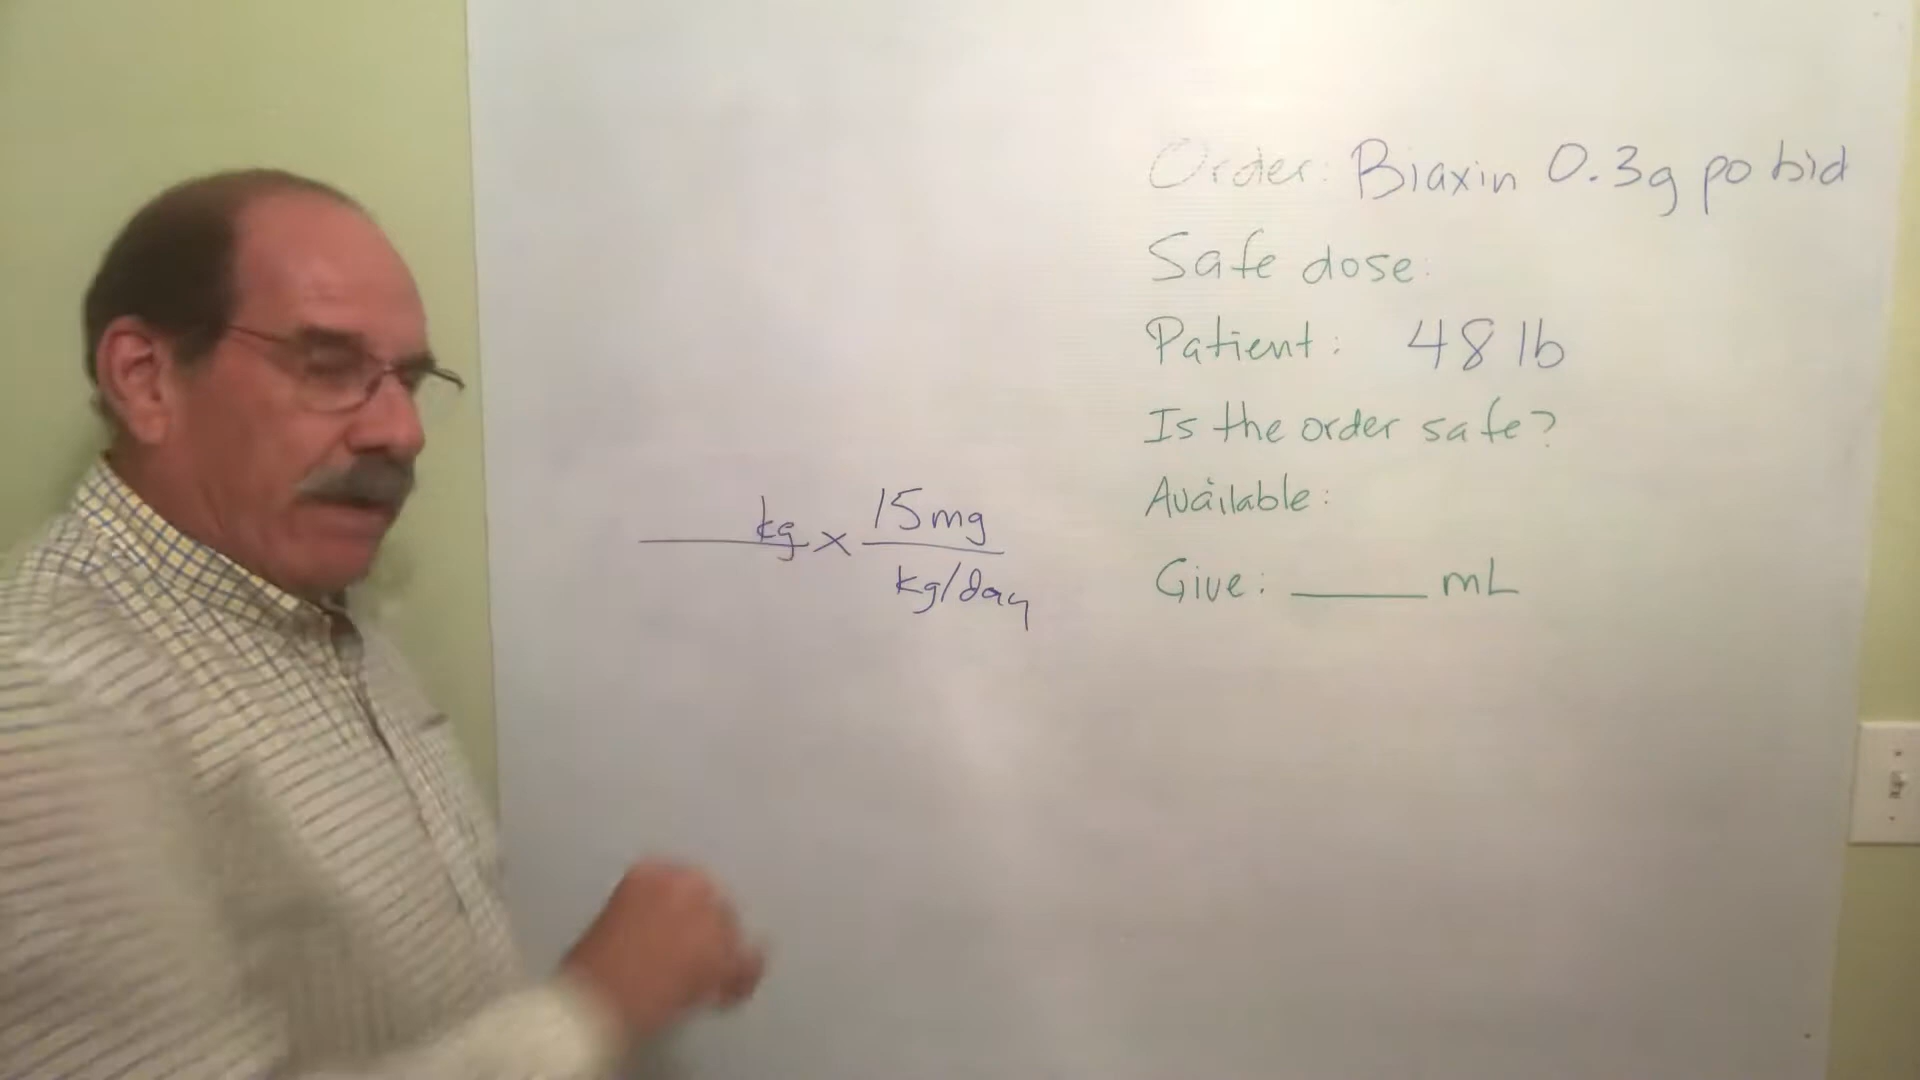 Order: Biaxin 0.3g po bid
Safe dose:
Patient: 48 lb
Is the order safe?
Available:
Give: ____ mL
____ kg × 15mg
kg/day